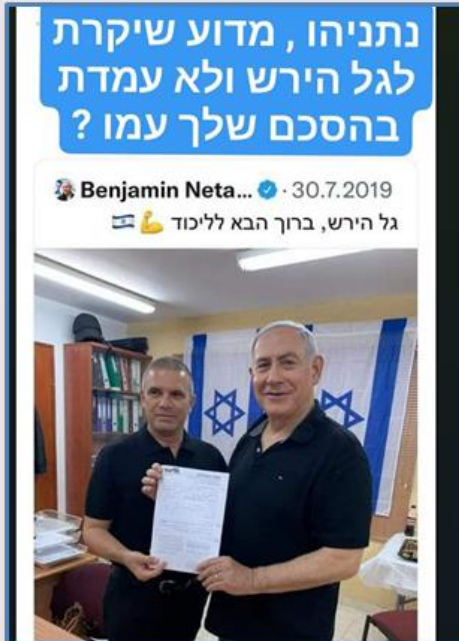 נתניהו , מדוע שיקרת
לגל הירש ולא עמדת
בהסכם שלך עמו ?
Benjamin Neta... · 30.7.2019
גל הירש, ברוך הבא לליכוד 💪 🇮🇱